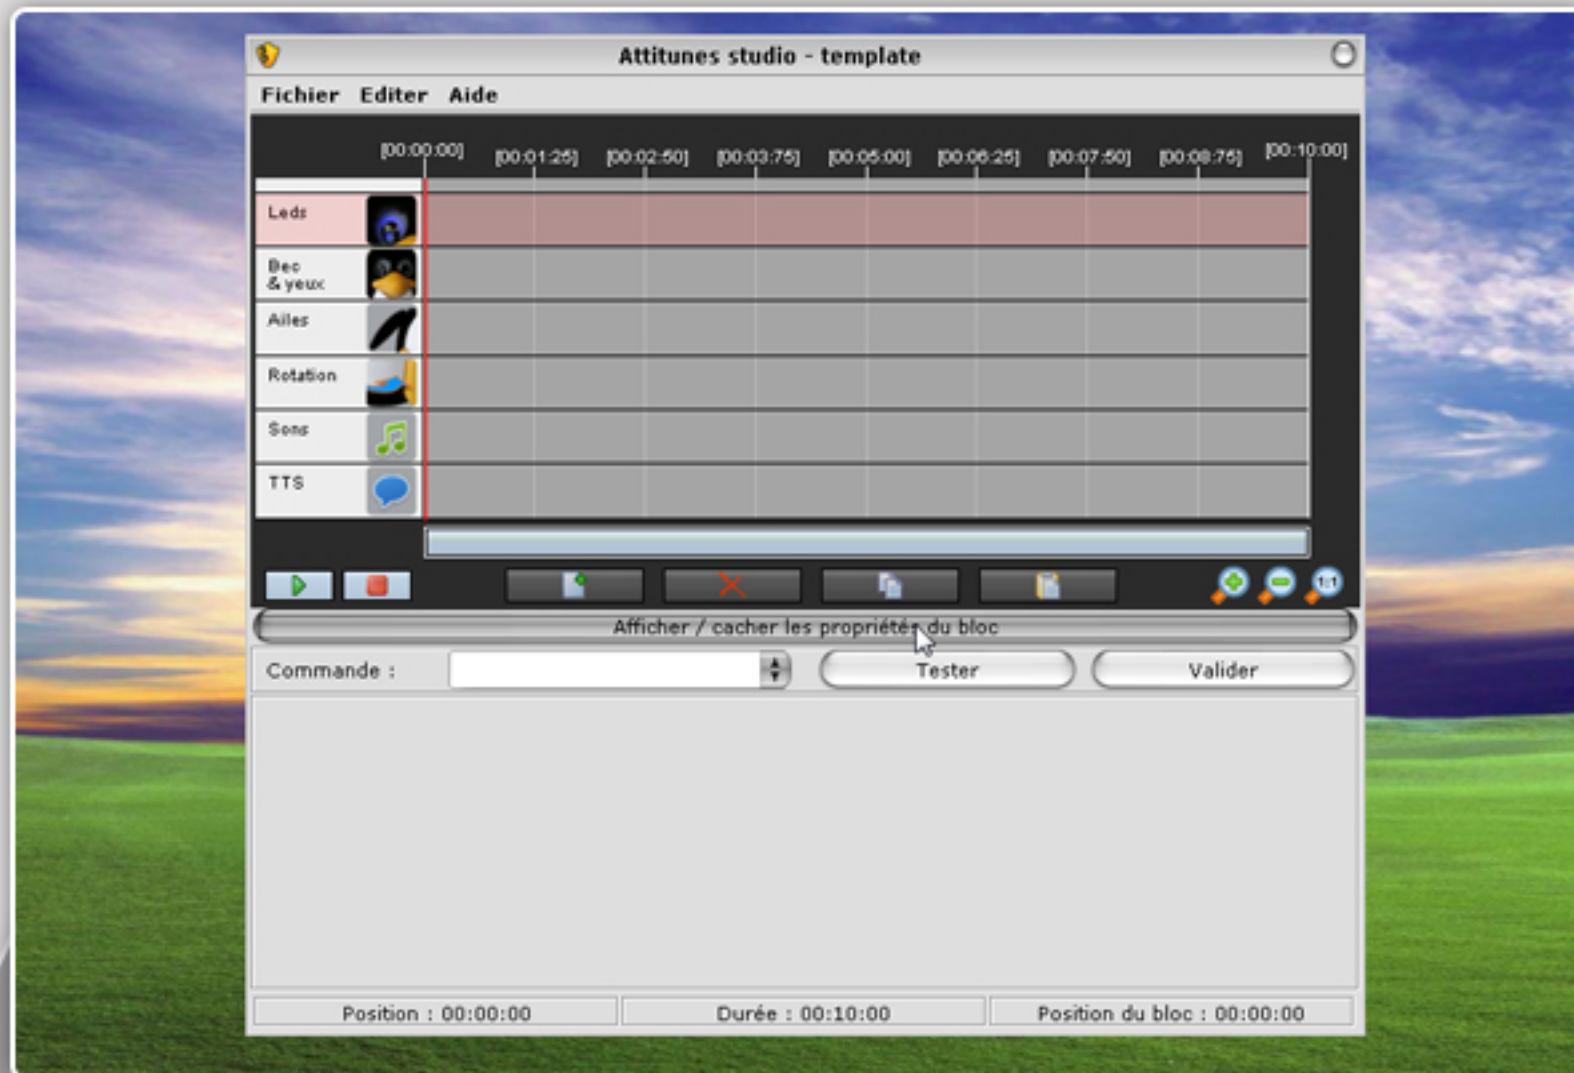 Attitunes studio - template
Fichier Editer Aide
[00:00:00] [00:01:25] [00:02:50] [00:03:75] [00:05:00] [00:06:25] [00:07:50] [00:08:75] [00:10:00]
Leds
Bec
& yeux
Ailes
Rotation
Sons
TTS
1:1
Afficher / cacher les propriétés du bloc
Commande : Tester Valider
Position : 00:00:00 Durée : 00:10:00 Position du bloc : 00:00:00